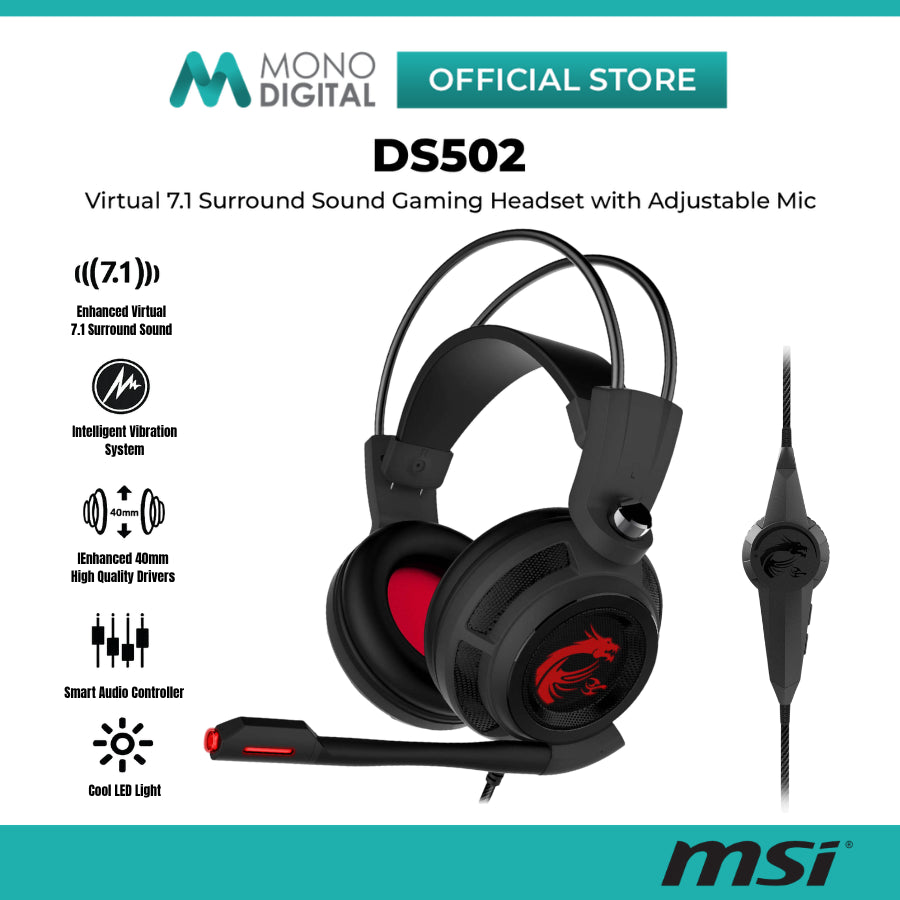 MONO
DIGITAL
OFFICIAL STORE
DS502
Virtual 7.1 Surround Sound Gaming Headset with Adjustable Mic
7.1
Enhanced Virtual
7.1 Surround Sound
Intelligent Vibration
System
40mm
IEnhanced 40mm
High Quality Drivers
Smart Audio Controller
Cool LED Light
L
msi®